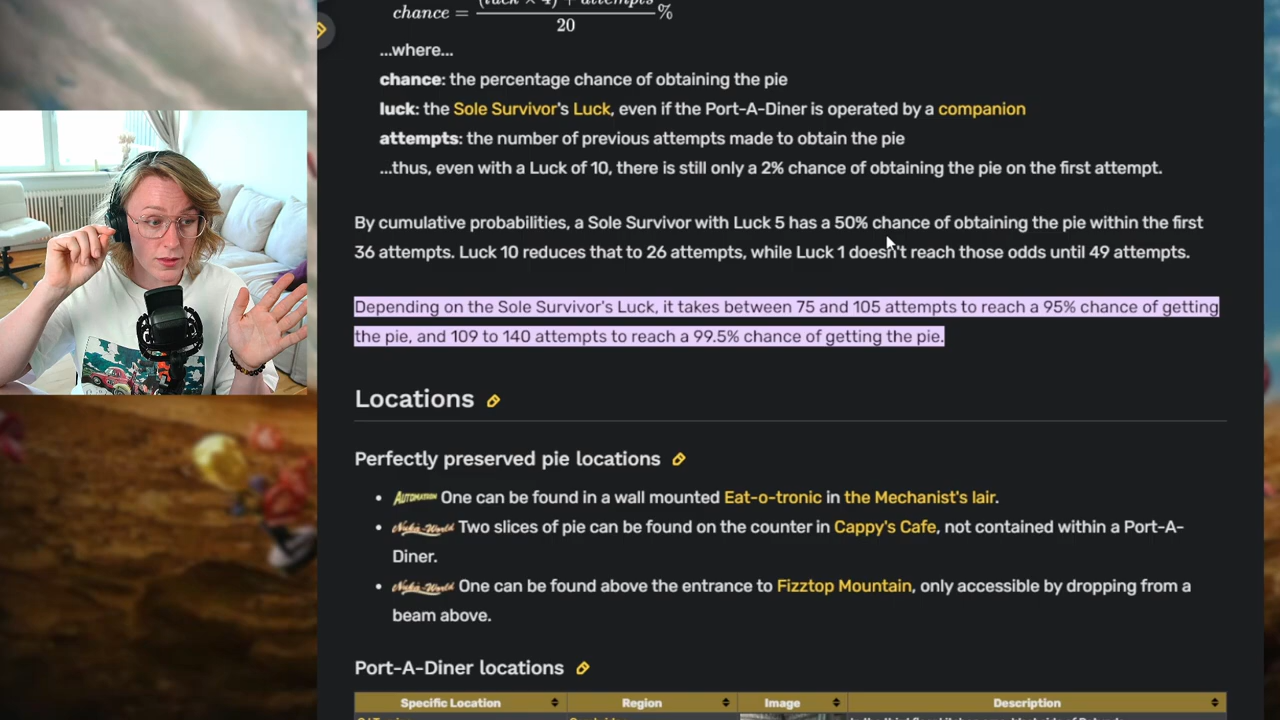 chance = (luck × 4) + attempts / 20 %
...where...
chance: the percentage chance of obtaining the pie
luck: the Sole Survivor's Luck, even if the Port-A-Diner is operated by a companion
attempts: the number of previous attempts made to obtain the pie
...thus, even with a Luck of 10, there is still only a 2% chance of obtaining the pie on the first attempt.
By cumulative probabilities, a Sole Survivor with Luck 5 has a 50% chance of obtaining the pie within the first
36 attempts. Luck 10 reduces that to 26 attempts, while Luck 1 doesn't reach those odds until 49 attempts.
Depending on the Sole Survivor's Luck, it takes between 75 and 105 attempts to reach a 95% chance of getting
the pie, and 109 to 140 attempts to reach a 99.5% chance of getting the pie.
Locations
Perfectly preserved pie locations
AUTOMATRON One can be found in a wall mounted Eat-o-tronic in the Mechanist's lair.
Nuka-World Two slices of pie can be found on the counter in Cappy's Cafe, not contained within a Port-A-
Diner.
Nuka-World One can be found above the entrance to Fizztop Mountain, only accessible by dropping from a
beam above.
Port-A-Diner locations
Specific Location Region Image Description